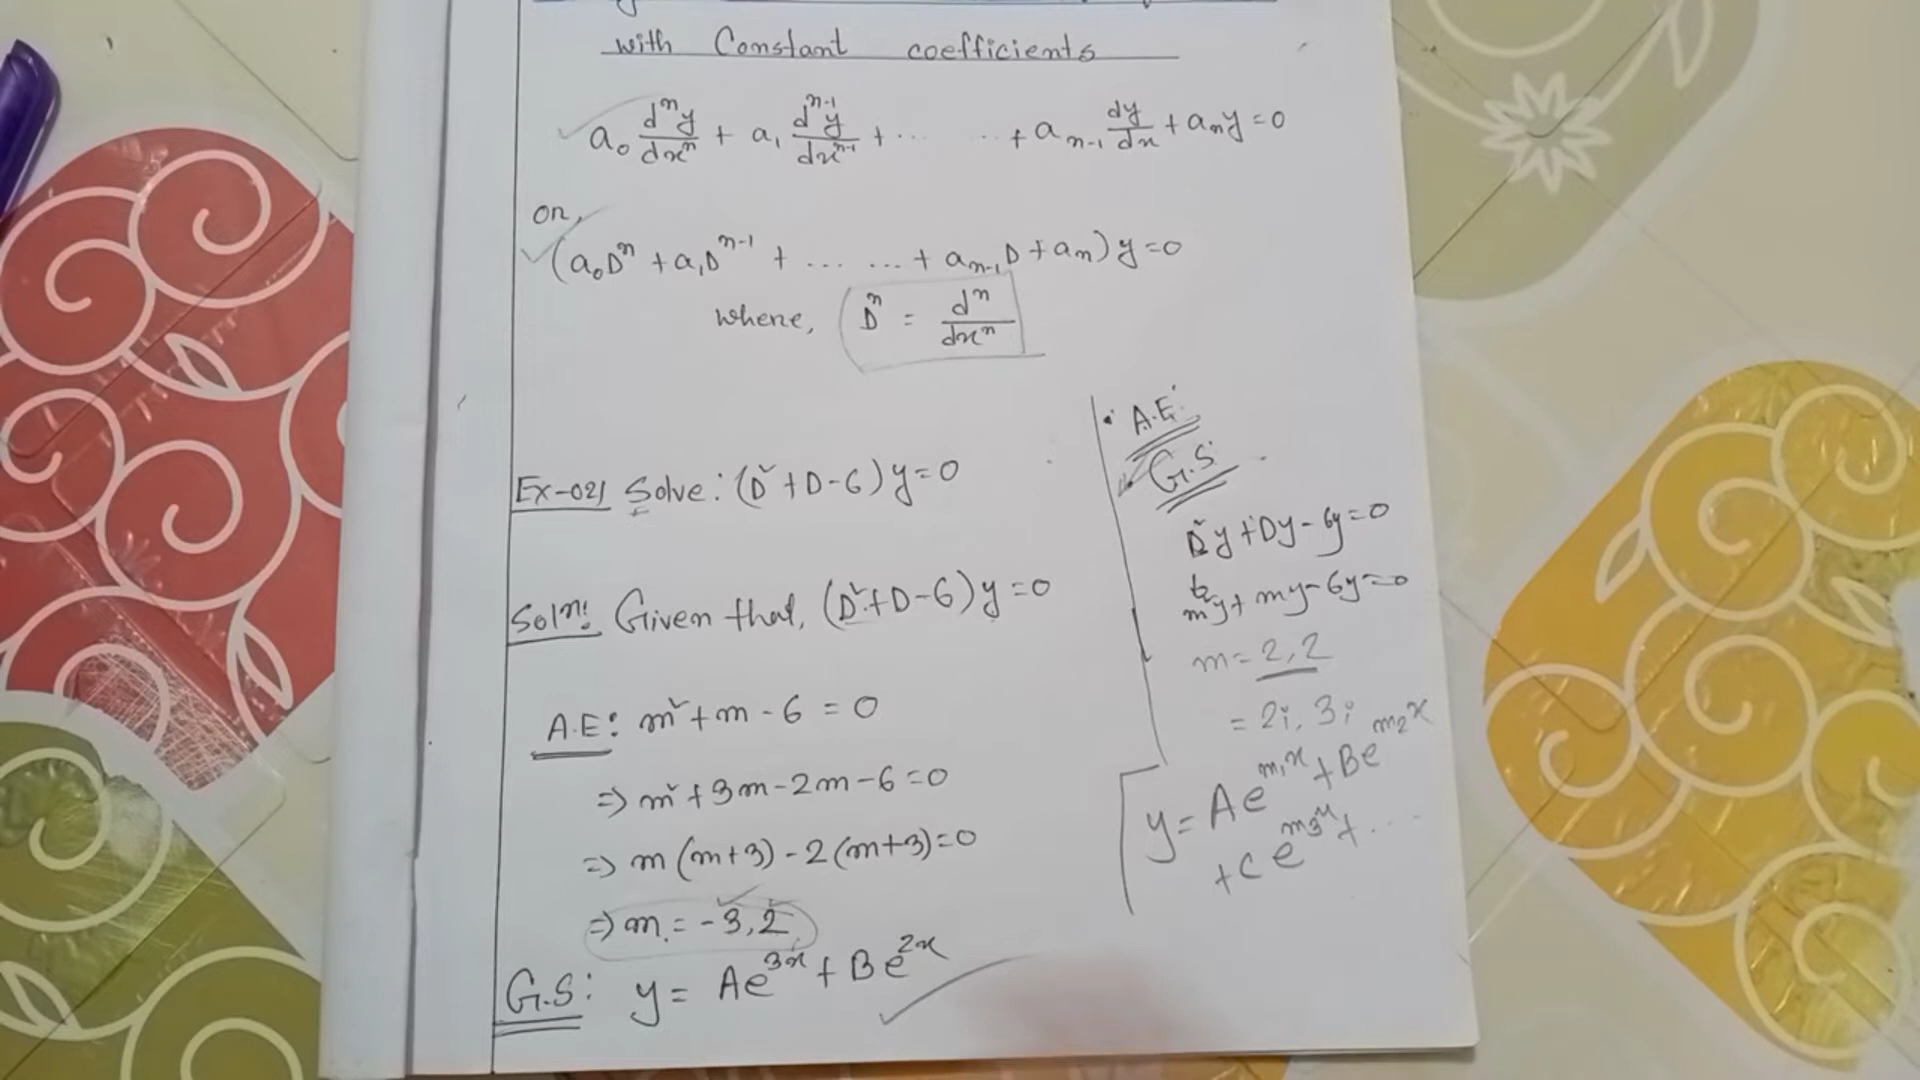 with Constant coefficients
a₀ dⁿy/dxⁿ + a₁ dⁿ⁻¹y/dxⁿ⁻¹ + ... ... + aₙ₋₁ dy/dx + aₙy = 0
or,
(a₀Dⁿ + a₁Dⁿ⁻¹ + ... ... + aₙ₋₁D + aₙ) y = 0
where, Dⁿ = dⁿ/dxⁿ
Ex-02) Solve: (D² + D - 6) y = 0
Soln: Given that, (D² + D - 6) y = 0
A.E: m² + m - 6 = 0
⇒ m² + 3m - 2m - 6 = 0
⇒ m (m+3) - 2 (m+3) = 0
⇒ m = -3, 2
G.S: y = Ae^3x + Be^2x
A.E.
G.S.
D²y + Dy - 6y = 0
m²y + my - 6y = 0
m = 2, 2
= 2i, 3i
y = Ae^m₁x + Be^m₂x
+ Ce^m₃x + ...